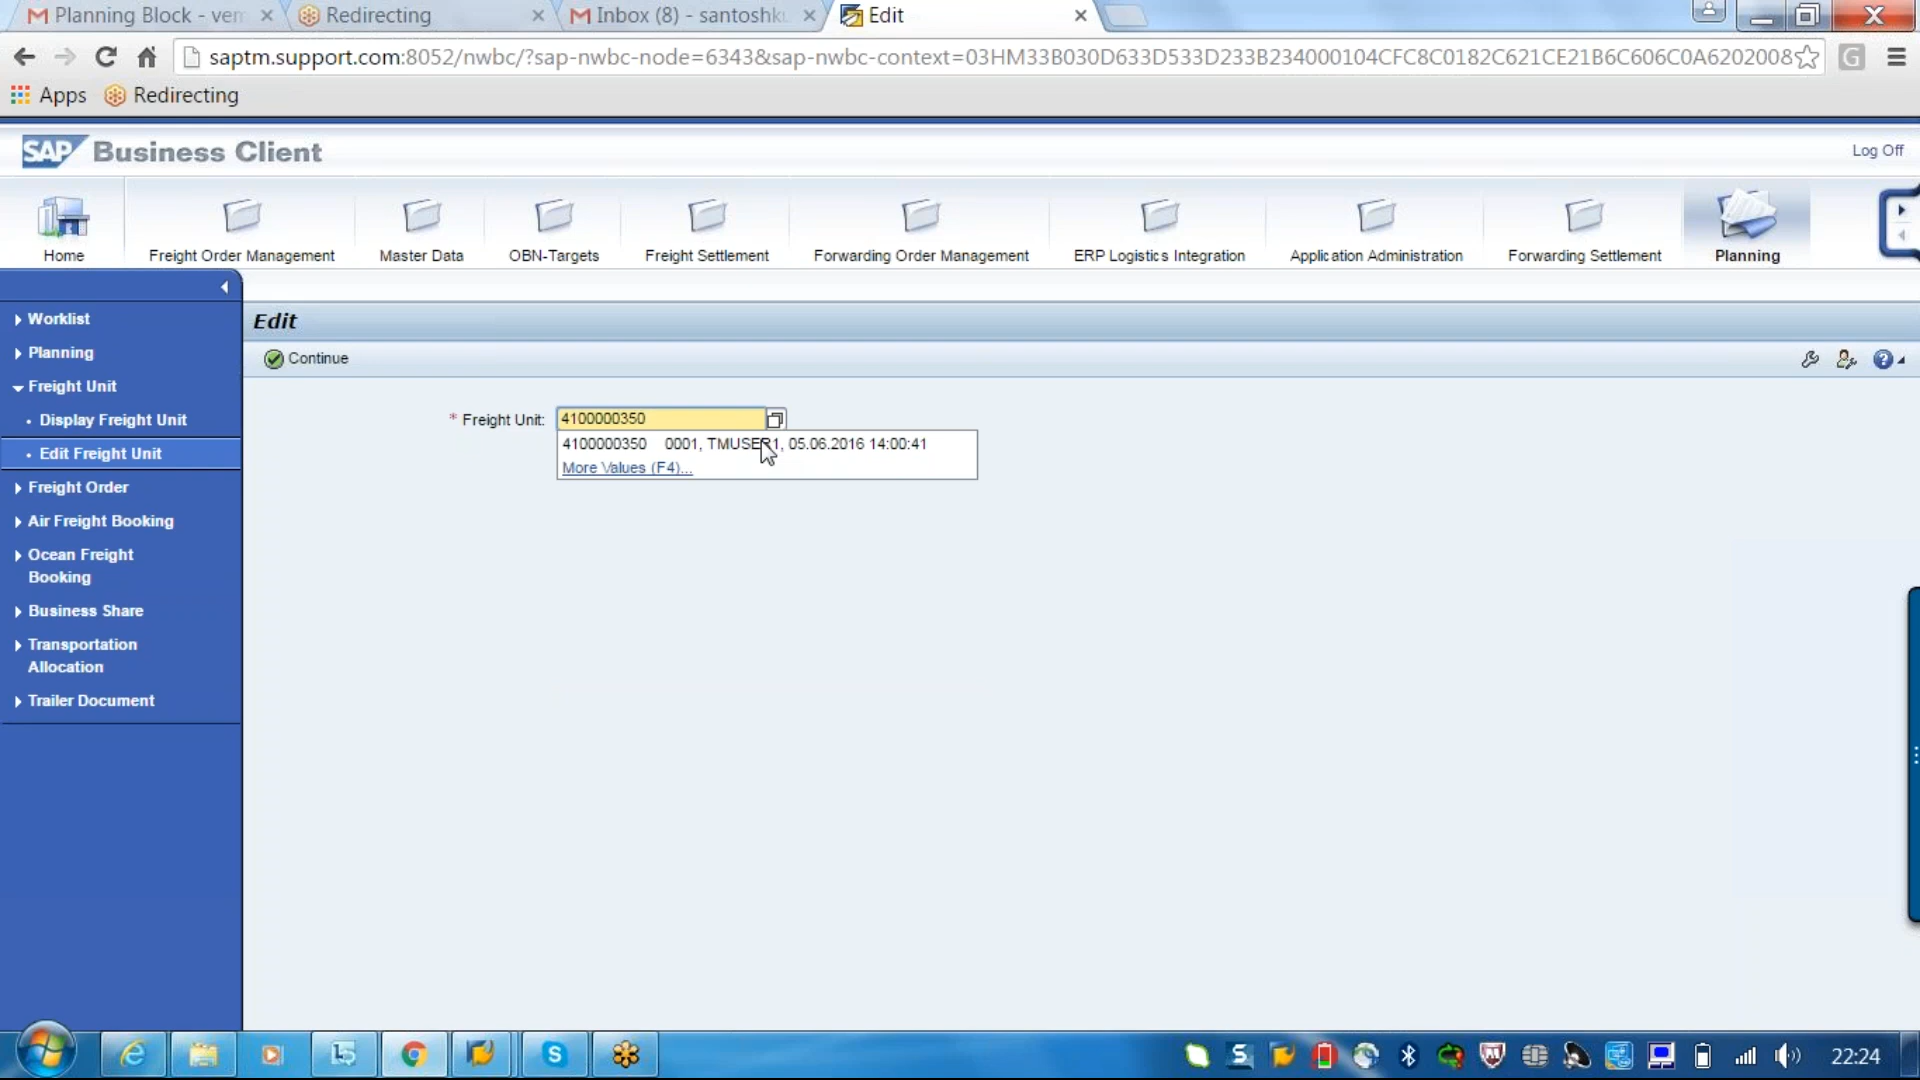 Planning Block - ven
Redirecting
Inbox (8) - santoshku
Edit
saptm.support.com:8052/nwbc/?sap-nwbc-node=6343&sap-nwbc-context=03HM33B030D633D533D233B234000104CFC8C0182C621CE21B6C606C0A6202008
Apps
Redirecting
SAP Business Client
Log Off
Home
Freight Order Management
Master Data
OBN-Targets
Freight Settlement
Forwarding Order Management
ERP Logistics Integration
Application Administration
Forwarding Settlement
Planning
Worklist
Planning
Freight Unit
Display Freight Unit
Edit Freight Unit
Freight Order
Air Freight Booking
Ocean Freight
Booking
Business Share
Transportation
Allocation
Trailer Document
Edit
Continue
* Freight Unit: 4100000350
4100000350 0001, TMUSER1, 05.06.2016 14:00:41
More Values (F4)...
22:24